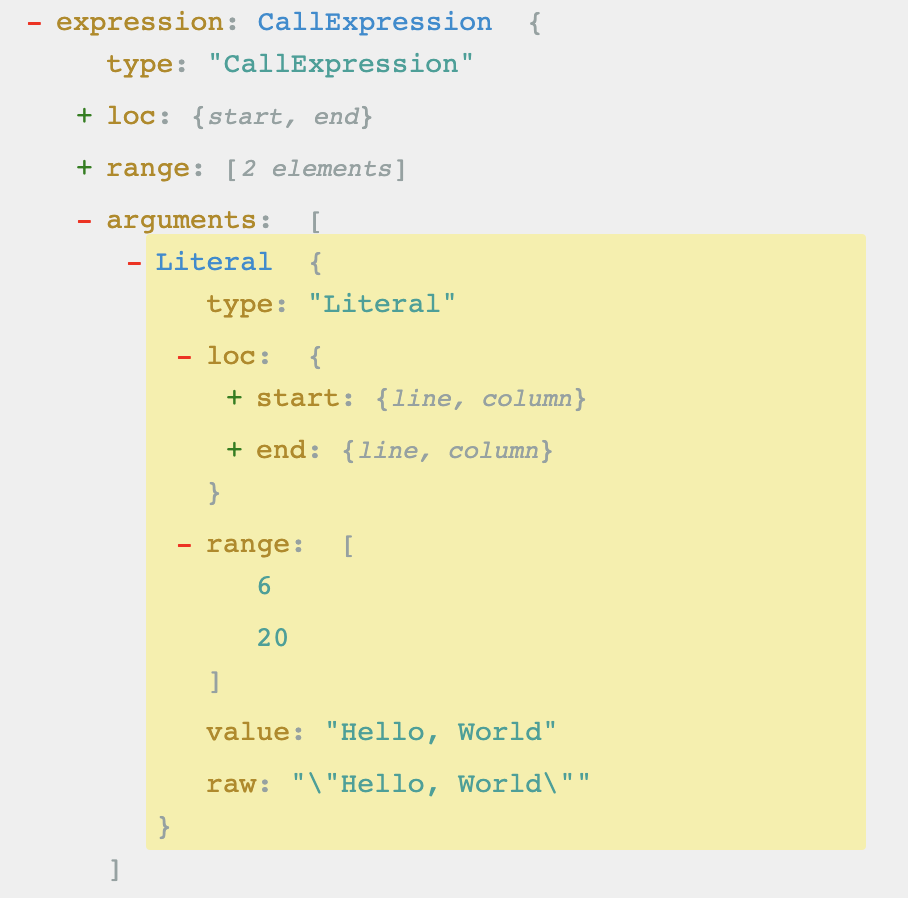 - expression: CallExpression {
type: "CallExpression"
+ loc: {start, end}
+ range: [2 elements]
- arguments: [
- Literal {
type: "Literal"
- loc: {
+ start: {line, column}
+ end: {line, column}
}
- range: [
6
20
]
value: "Hello, World"
raw: "\"Hello, World\""
}
]